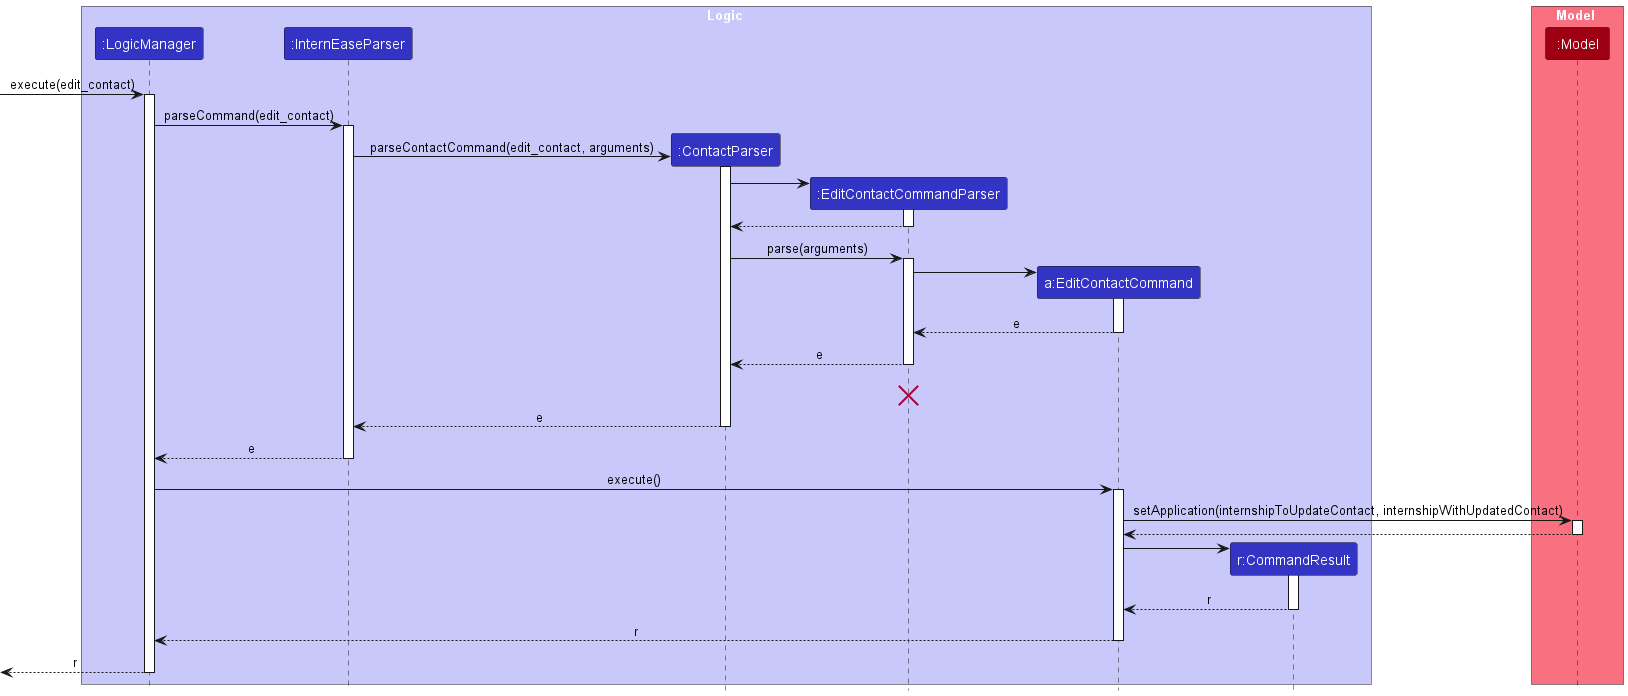 Logic
Model
:LogicManager
:InternEaseParser
:Model
execute(edit_contact)
parseCommand(edit_contact)
parseContactCommand(edit_contact, arguments)
:ContactParser
:EditContactCommandParser
parse(arguments)
a:EditContactCommand
e
e
e
e
execute()
setApplication(internshipToUpdateContact, internshipWithUpdatedContact)
r:CommandResult
r
r
r